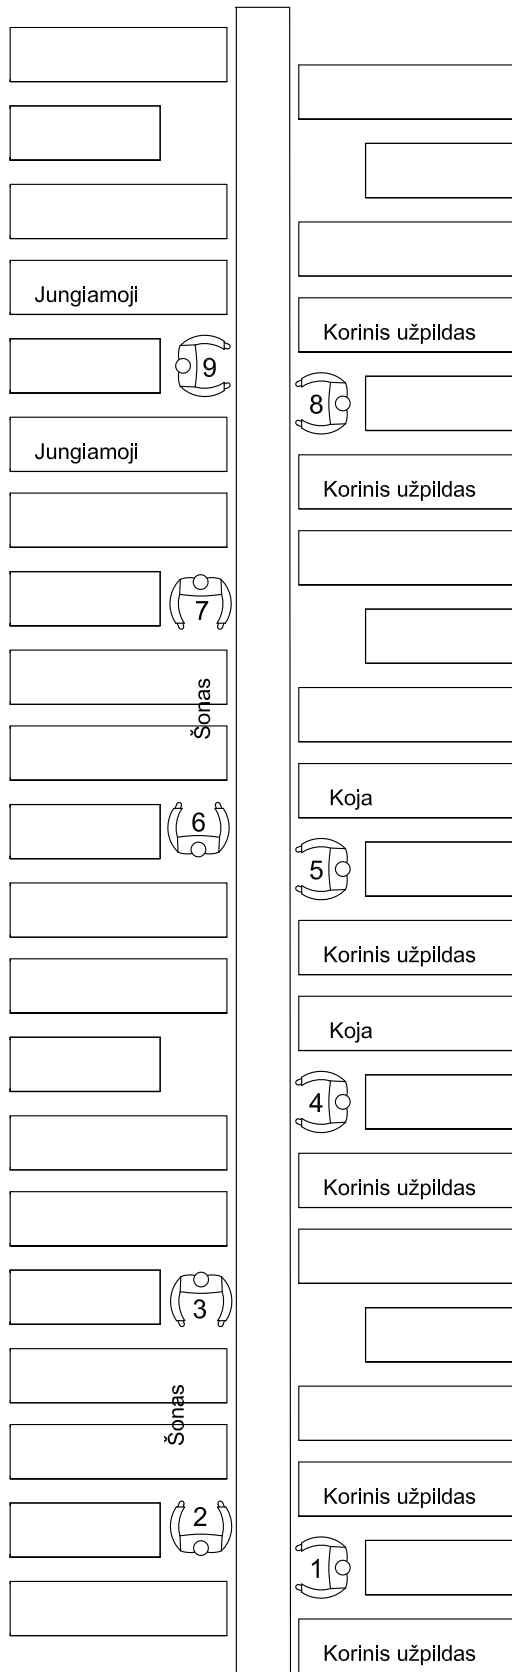 Jungiamoji
Korinis užpildas
9
8
Jungiamoji
Korinis užpildas
7
Šonas
Koja
6
5
Korinis užpildas
Koja
4
Korinis užpildas
3
Šonas
Korinis užpildas
2
1
Korinis užpildas